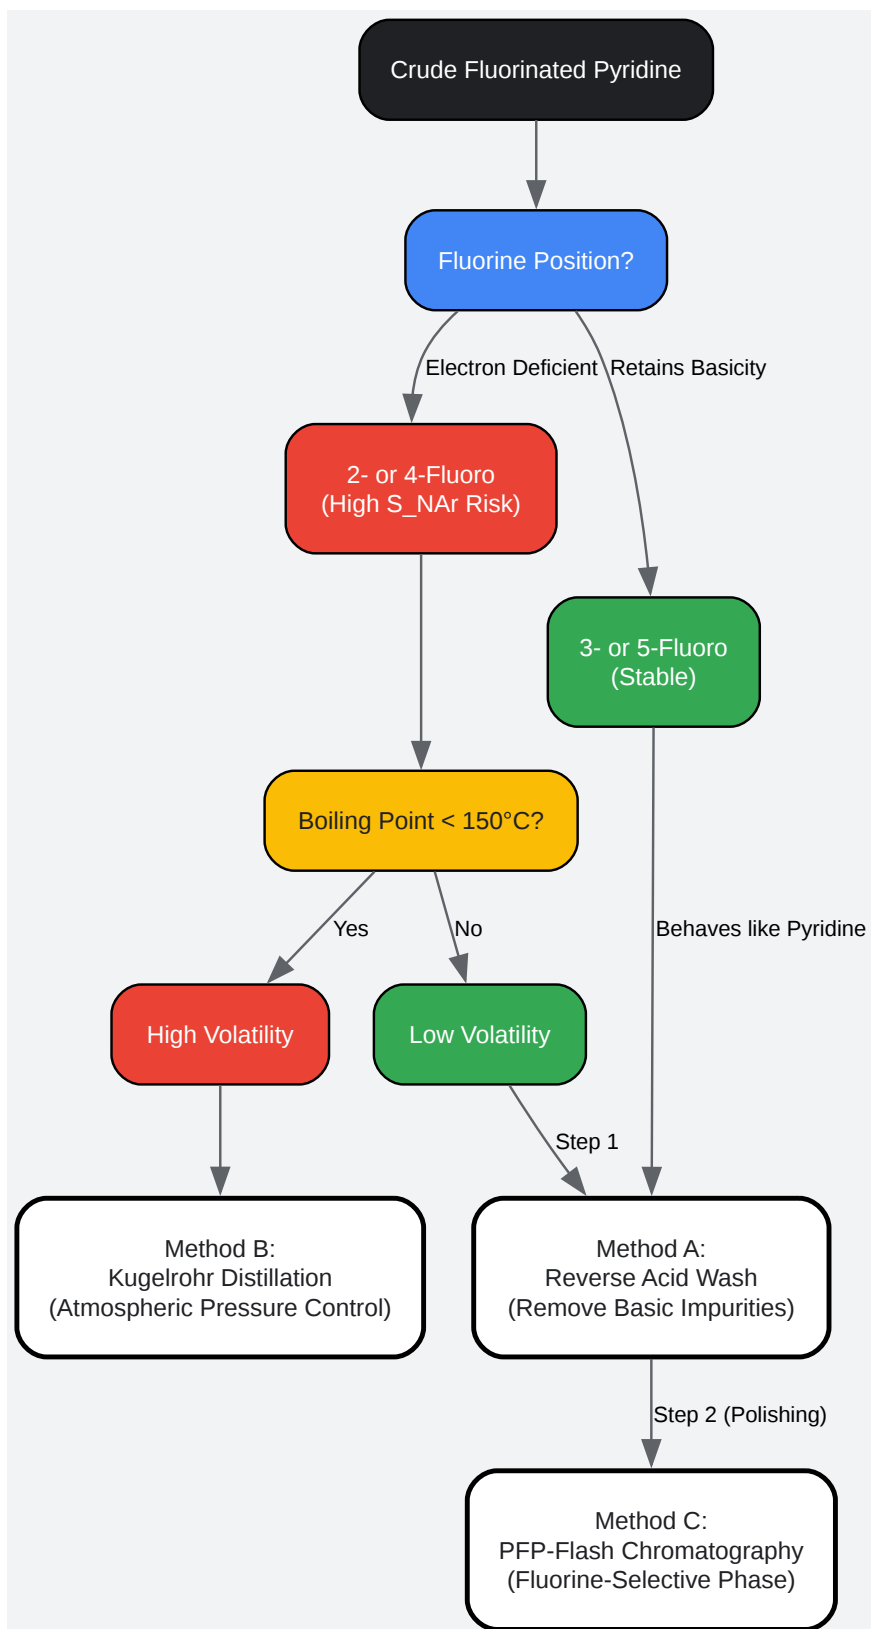 Crude Fluorinated Pyridine
Fluorine Position?
Electron Deficient
Retains Basicity
2- or 4-Fluoro
(High S_NAr Risk)
3- or 5-Fluoro
(Stable)
Boiling Point < 150°C?
Yes
No
Behaves like Pyridine
High Volatility
Low Volatility
Step 1
Method B:
Kugelrohr Distillation
(Atmospheric Pressure Control)
Method A:
Reverse Acid Wash
(Remove Basic Impurities)
Step 2 (Polishing)
Method C:
PFP-Flash Chromatography
(Fluorine-Selective Phase)